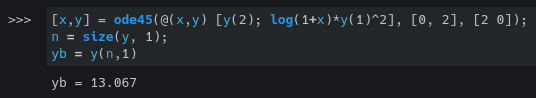 >>> [x,y] = ode45(@(x,y) [y(2); log(1+x)*y(1)^2], [0, 2], [2 0]);
n = size(y, 1);
yb = y(n,1)
yb = 13.067